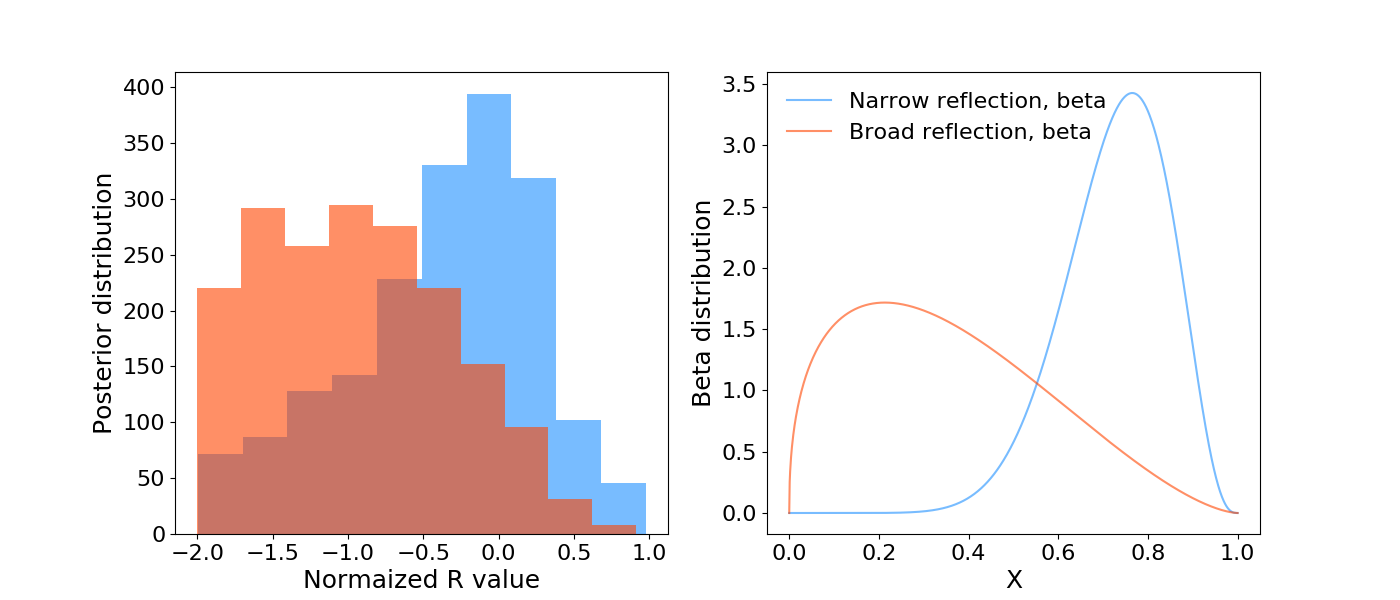 Posterior distribution
400
350
300
250
200
150
100
50
0
−2.0 −1.5 −1.0 −0.5 0.0 0.5 1.0
Normaized R value
Beta distribution
3.5
3.0
2.5
2.0
1.5
1.0
0.5
0.0
Narrow reflection, beta
Broad reflection, beta
0.0 0.2 0.4 0.6 0.8 1.0
X